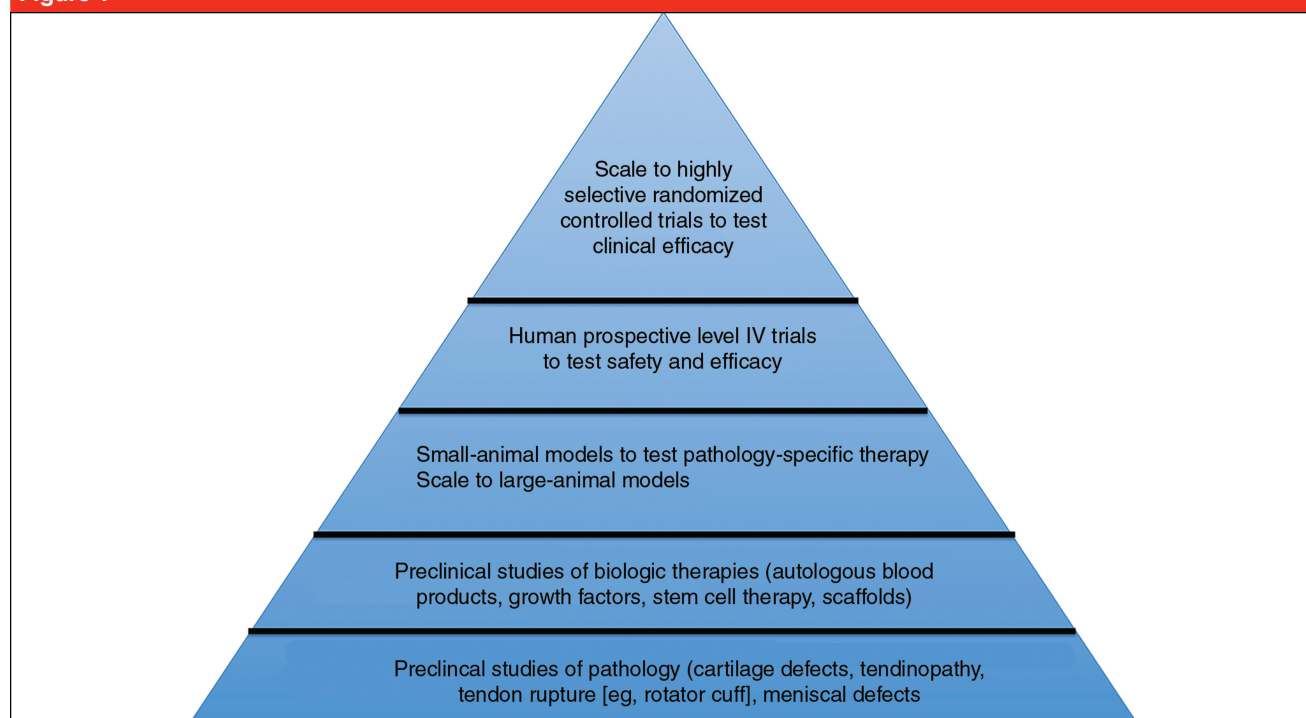 Scale to highly
selective randomized
controlled trials to test
clinical efficacy
Human prospective level IV trials
to test safety and efficacy
Small-animal models to test pathology-specific therapy
Scale to large-animal models
Preclinical studies of biologic therapies (autologous blood
products, growth factors, stem cell therapy, scaffolds)
Preclincal studies of pathology (cartilage defects, tendinopathy,
tendon rupture [eg, rotator cuff], meniscal defects